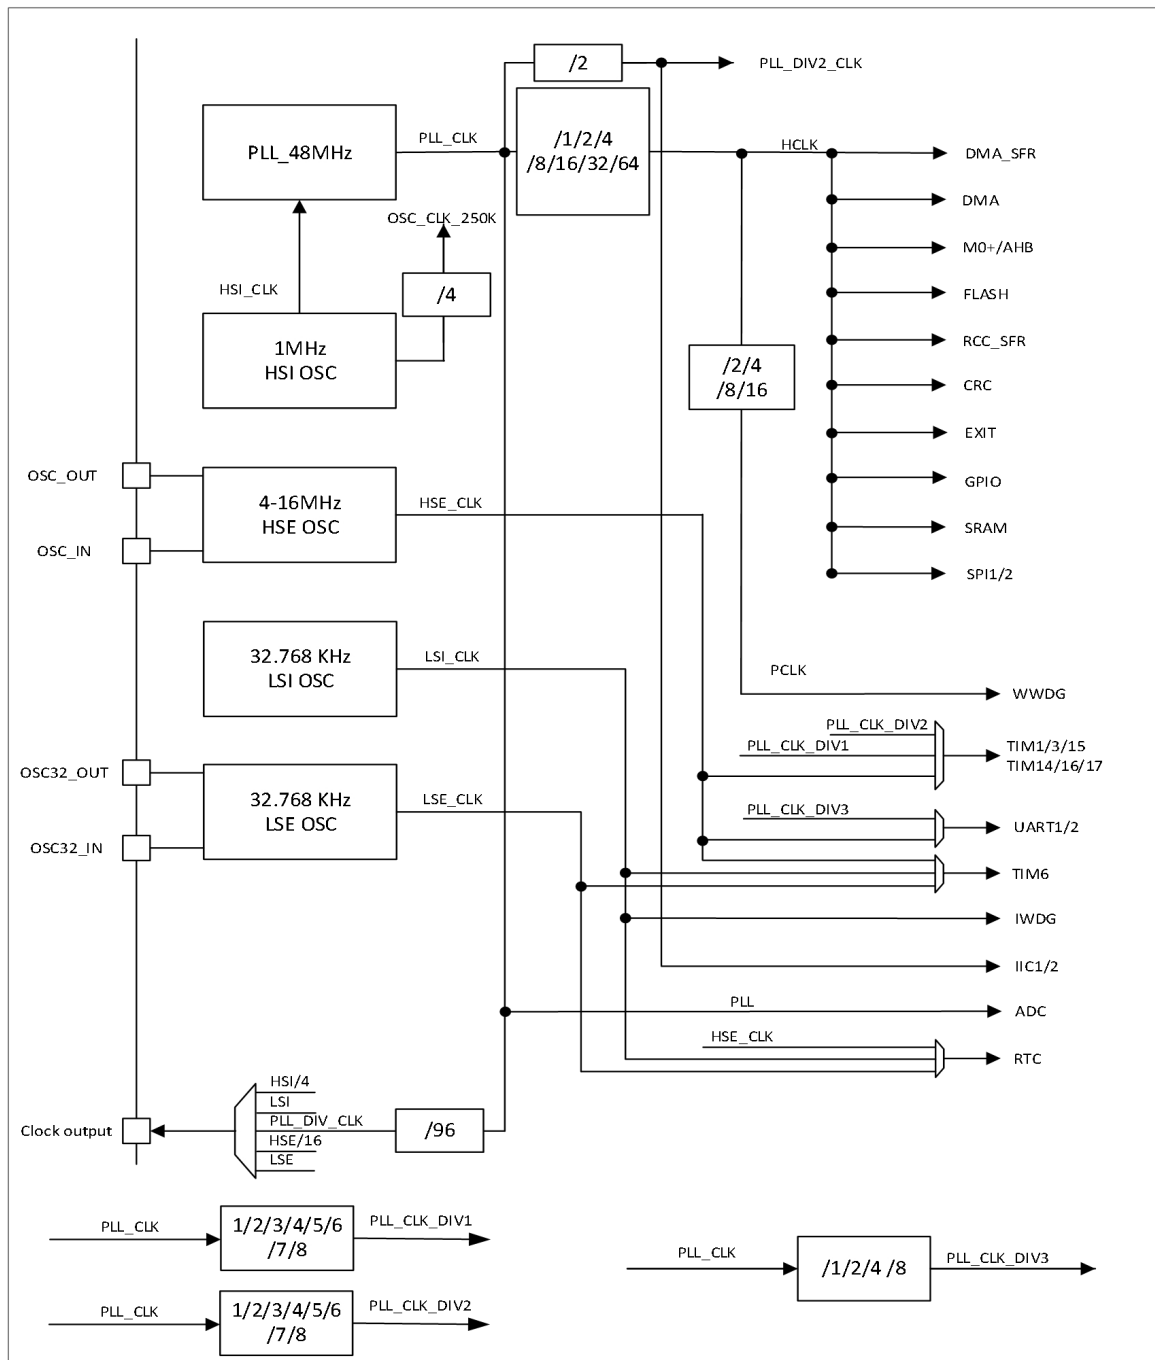 /2
PLL_DIV2_CLK
PLL_48MHz
PLL_CLK
/1/2/4
/8/16/32/64
HCLK
DMA_SFR
DMA
OSC_CLK_250K
M0+/AHB
HSI_CLK
/4
FLASH
1MHz
HSI OSC
RCC_SFR
/2/4
/8/16
CRC
EXIT
OSC_OUT
4-16MHz
HSE OSC
HSE_CLK
GPIO
OSC_IN
SRAM
SPI1/2
32.768 KHz
LSI OSC
LSI_CLK
PCLK
WWDG
PLL_CLK_DIV2
PLL_CLK_DIV1
TIM1/3/15
TIM14/16/17
OSC32_OUT
32.768 KHz
LSE OSC
LSE_CLK
PLL_CLK_DIV3
UART1/2
OSC32_IN
TIM6
IWDG
IIC1/2
PLL
ADC
HSE_CLK
RTC
HSI/4
LSI
PLL_DIV_CLK
HSE/16
LSE
Clock output
/96
PLL_CLK
1/2/3/4/5/6
/7/8
PLL_CLK_DIV1
PLL_CLK
/1/2/4 /8
PLL_CLK_DIV3
PLL_CLK
1/2/3/4/5/6
/7/8
PLL_CLK_DIV2